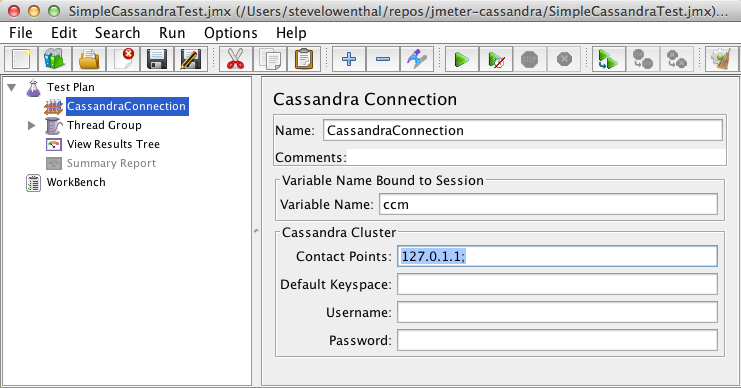 SimpleCassandraTest.jmx (/Users/stevelowenthal/repos/jmeter-cassandra/SimpleCassandraTest.jmx)...
File Edit Search Run Options Help
Test Plan
CassandraConnection
Thread Group
View Results Tree
Summary Report
WorkBench
Cassandra Connection
Name: CassandraConnection
Comments:
Variable Name Bound to Session
Variable Name: ccm
Cassandra Cluster
Contact Points: 127.0.1.1;
Default Keyspace:
Username:
Password: